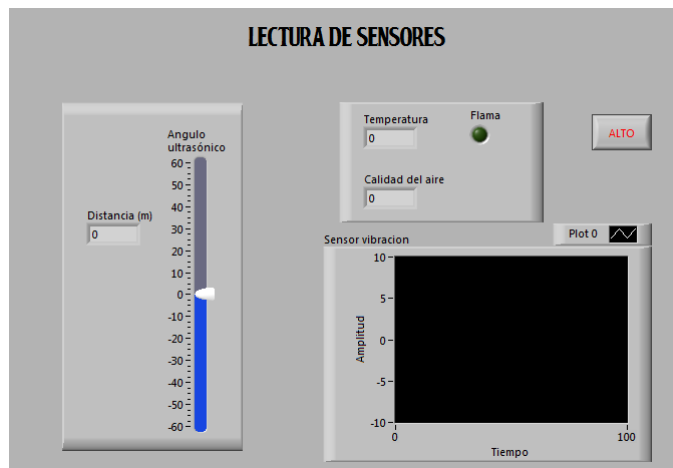 LECTURA DE SENSORES
Angulo
ultrasónico
60
50
40
30
20
10
0
-10
-20
-30
-40
-50
-60
Distancia (m)
0
Temperatura
0
Flama
Calidad del aire
0
ALTO
Sensor vibracion
Plot 0
Amplitud
10
5
0
-5
-10
0
100
Tiempo